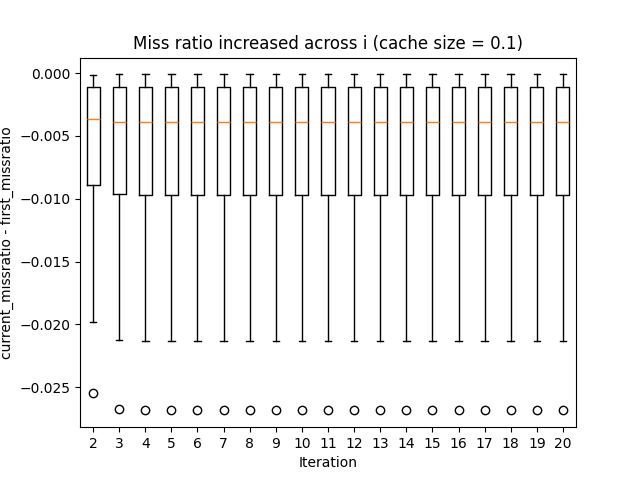 Miss ratio increased across i (cache size = 0.1)
current_missratio - first_missratio
0.000
−0.005
−0.010
−0.015
−0.020
−0.025
2 3 4 5 6 7 8 9 10 11 12 13 14 15 16 17 18 19 20
Iteration